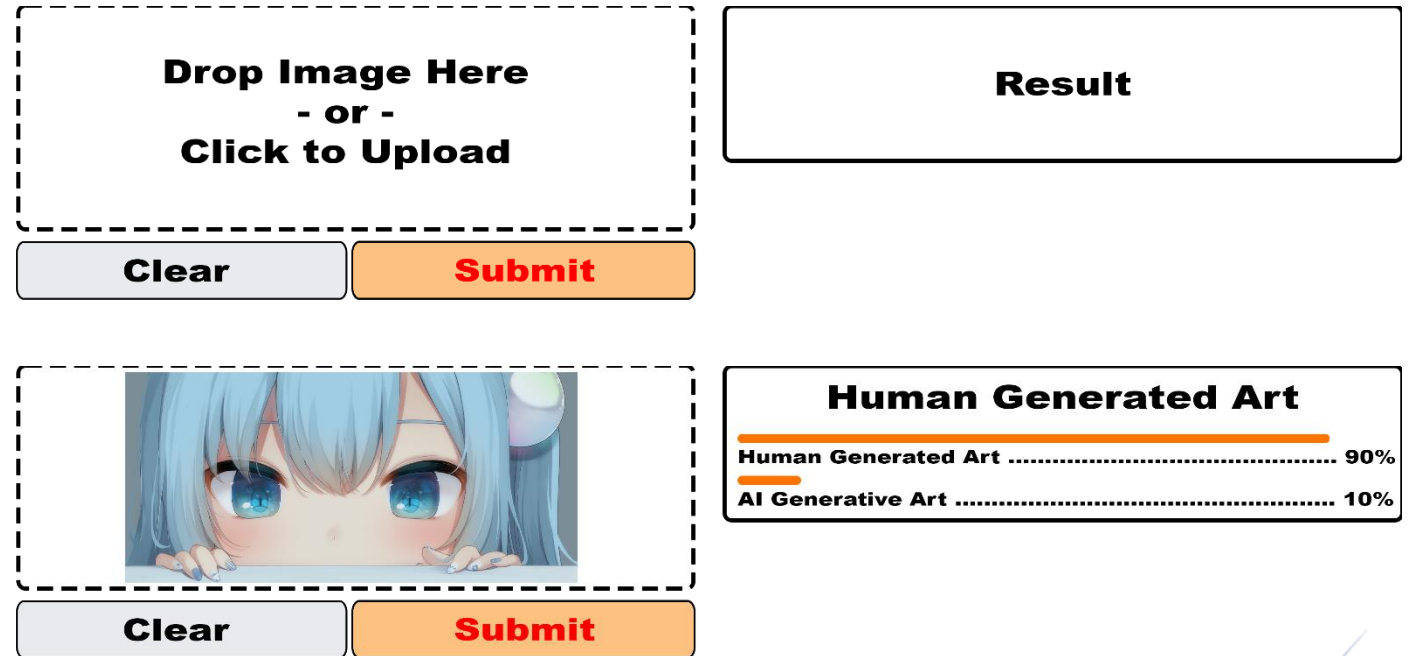 Drop Image Here
- or -
Click to Upload
Clear
Submit
Result
Clear
Submit
Human Generated Art
Human Generated Art ............................................. 90%
AI Generative Art .................................................... 10%